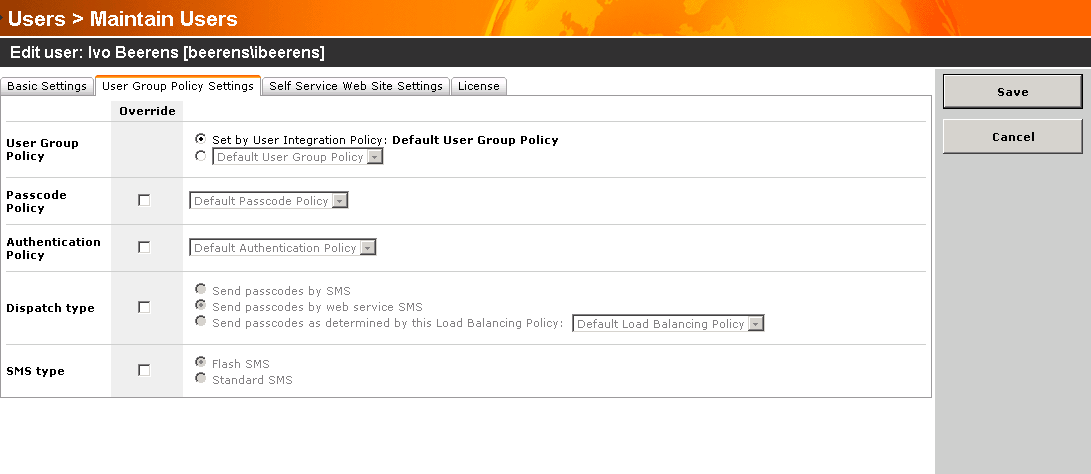 Users > Maintain Users
Edit user: Ivo Beerens [beerens\ibeerens]
Basic Settings
User Group Policy Settings
Self Service Web Site Settings
License
Save
Cancel
Override
User Group
Policy
Set by User Integration Policy: Default User Group Policy
Default User Group Policy
Passcode
Policy
Default Passcode Policy
Authentication
Policy
Default Authentication Policy
Dispatch type
Send passcodes by SMS
Send passcodes by web service SMS
Send passcodes as determined by this Load Balancing Policy:
Default Load Balancing Policy
SMS type
Flash SMS
Standard SMS